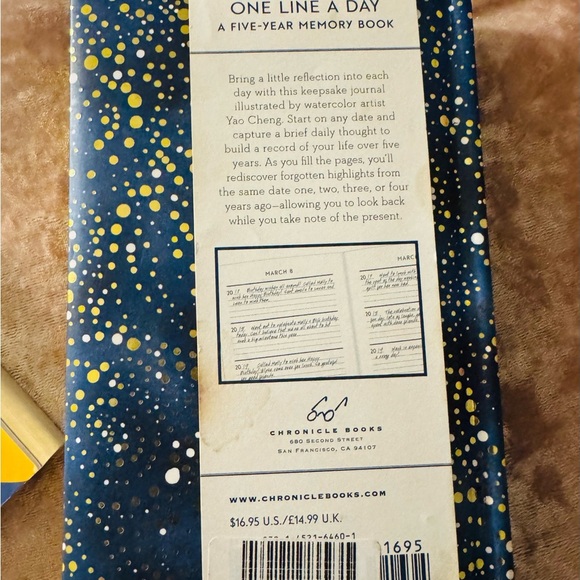 ONE LINE A DAY
A FIVE-YEAR MEMORY BOOK
Bring a little reflection into each
day with this keepsake journal
illustrated by watercolor artist
Yao Cheng. Start on any date and
capture a brief daily thought to
build a record of your life over five
years. As you fill the pages, you'll
rediscover forgotten highlights from
the same date one, two, three, or four
years ago—allowing you to look back
while you take note of the present.
MARCH 8
MARC
CHRONICLE BOOKS
680 SECOND STREET
SAN FRANCISCO, CA 94107
WWW.CHRONICLEBOOKS.COM
$16.95 U.S./£14.99 U.K.
1695